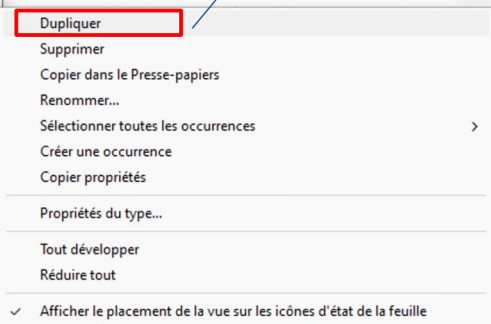 Dupliquer
Supprimer
Copier dans le Presse-papiers
Renommer...
Sélectionner toutes les occurrences
Créer une occurrence
Copier propriétés
Propriétés du type...
Tout développer
Réduire tout
Afficher le placement de la vue sur les icônes d'état de la feuille